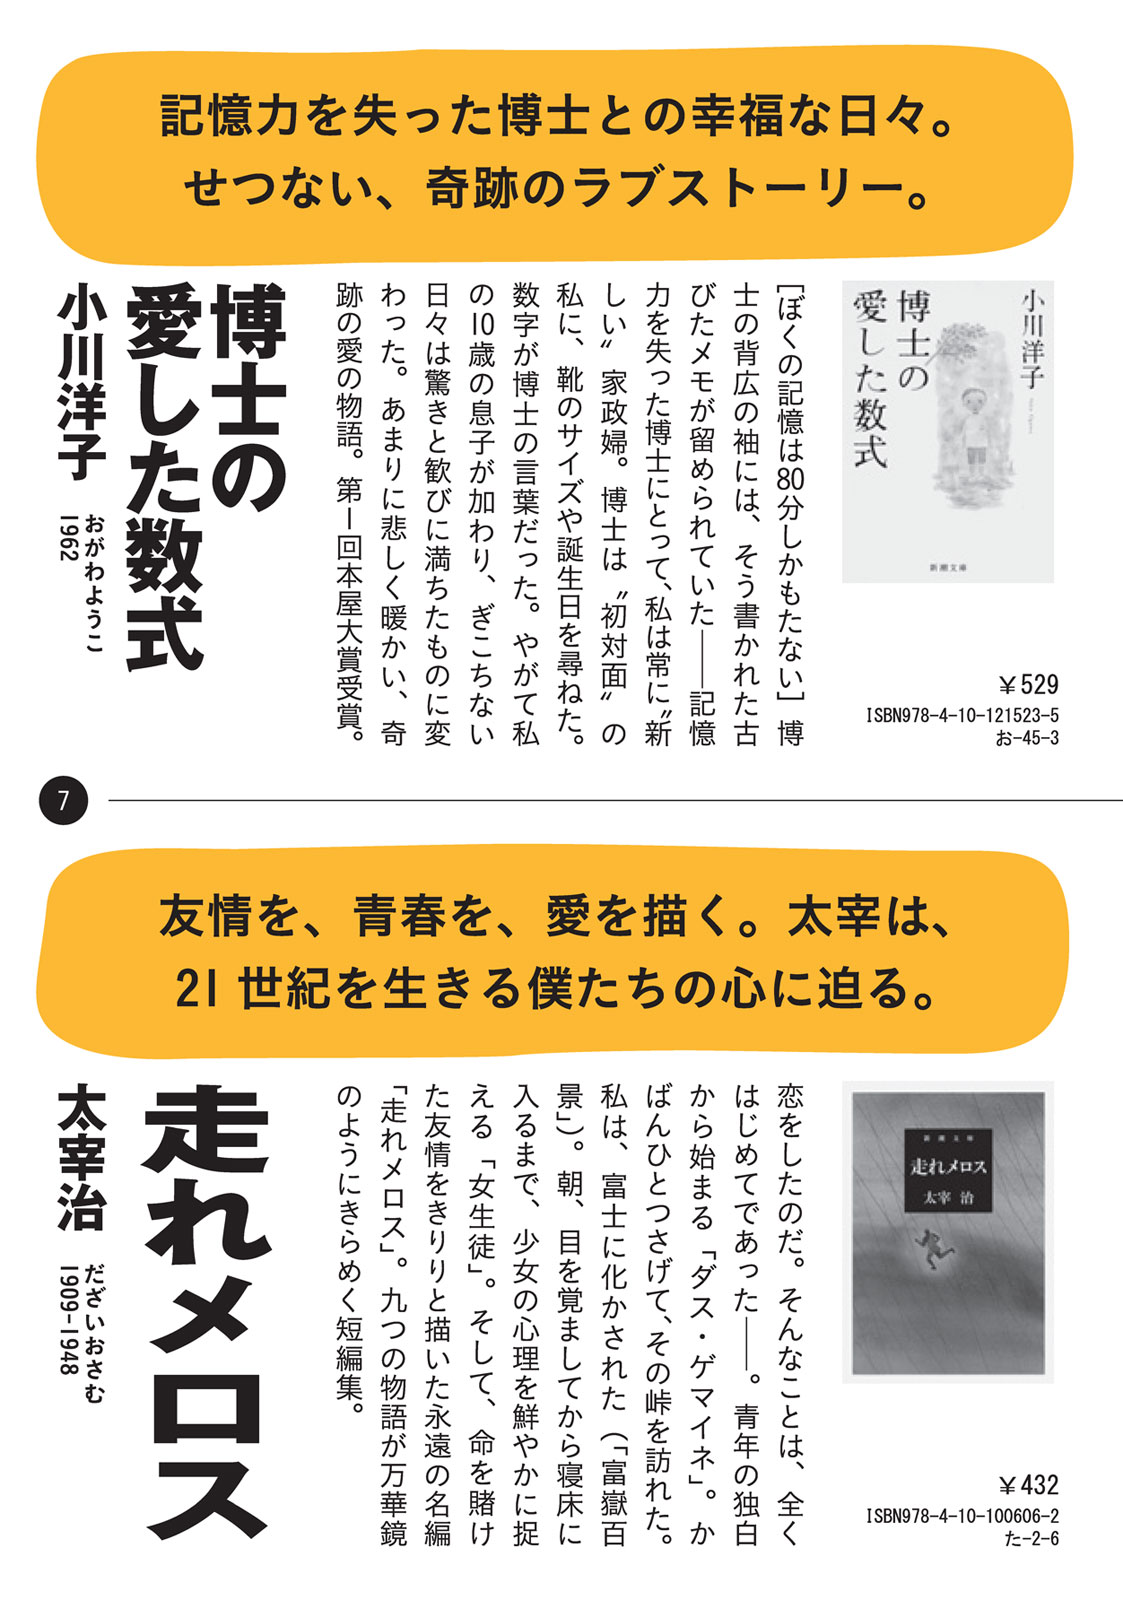 記憶力を失った博士との幸福な日々。
せつない、奇跡のラブストーリー。
小川洋子
博士の
愛した数式
新潮文庫
￥529
ISBN978-4-10-121523-5
お-45-3
［ぼくの記憶は80分しかもたない］博
士の背広の袖には、そう書かれた古
びたメモが留められていた――記憶
力を失った博士にとって、私は常に〝新
しい〟家政婦。博士は〝初対面〟の
私に、靴のサイズや誕生日を尋ねた。
数字が博士の言葉だった。やがて私
の10歳の息子が加わり、ぎこちない
日々は驚きと歓びに満ちたものに変
わった。あまりに悲しく暖かい、奇
跡の愛の物語。第1回本屋大賞受賞。
博士の
愛した数式
小川洋子
おがわようこ
1962
7
友情を、青春を、愛を描く。太宰は、
21世紀を生きる僕たちの心に迫る。
新潮文庫
走れメロス
太宰 治
￥432
ISBN978-4-10-100606-2
た-2-6
恋をしたのだ。そんなことは、全く
はじめてであった――。青年の独白
から始まる「ダス・ゲマイネ」。か
ばんひとつさげて、その峠を訪れた。
私は、富士に化かされた（「富嶽百
景」）。朝、目を覚ましてから寝床に
入るまで、少女の心理を鮮やかに捉
える「女生徒」。そして、命を賭け
た友情をきりりと描いた永遠の名編
「走れメロス」。九つの物語が万華鏡
のようにきらめく短編集。
走れメロス
太宰治
だざいおさむ
1909-1948